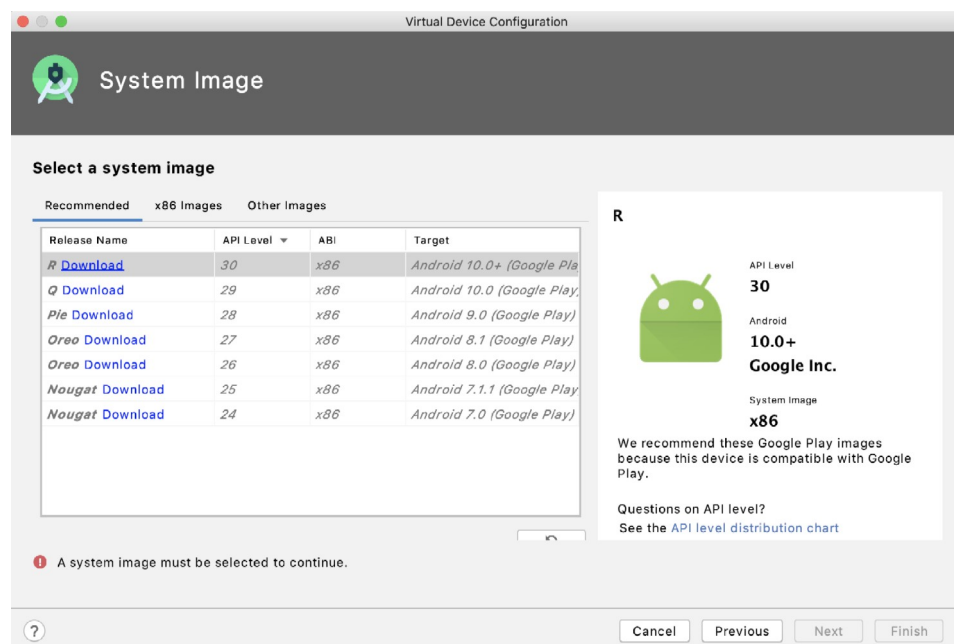 Virtual Device Configuration
System Image
Select a system image
Recommended x86 Images Other Images
Release Name API Level ABI Target
R Download 30 x86 Android 10.0+ (Google Pla
Q Download 29 x86 Android 10.0 (Google Play
Pie Download 28 x86 Android 9.0 (Google Play)
Oreo Download 27 x86 Android 8.1 (Google Play)
Oreo Download 26 x86 Android 8.0 (Google Play)
Nougat Download 25 x86 Android 7.1.1 (Google Play
Nougat Download 24 x86 Android 7.0 (Google Play)
R
API Level
30
Android
10.0+
Google Inc.
System Image
x86
We recommend these Google Play images
because this device is compatible with Google
Play.
Questions on API level?
See the API level distribution chart
! A system image must be selected to continue.
? Cancel Previous Next Finish